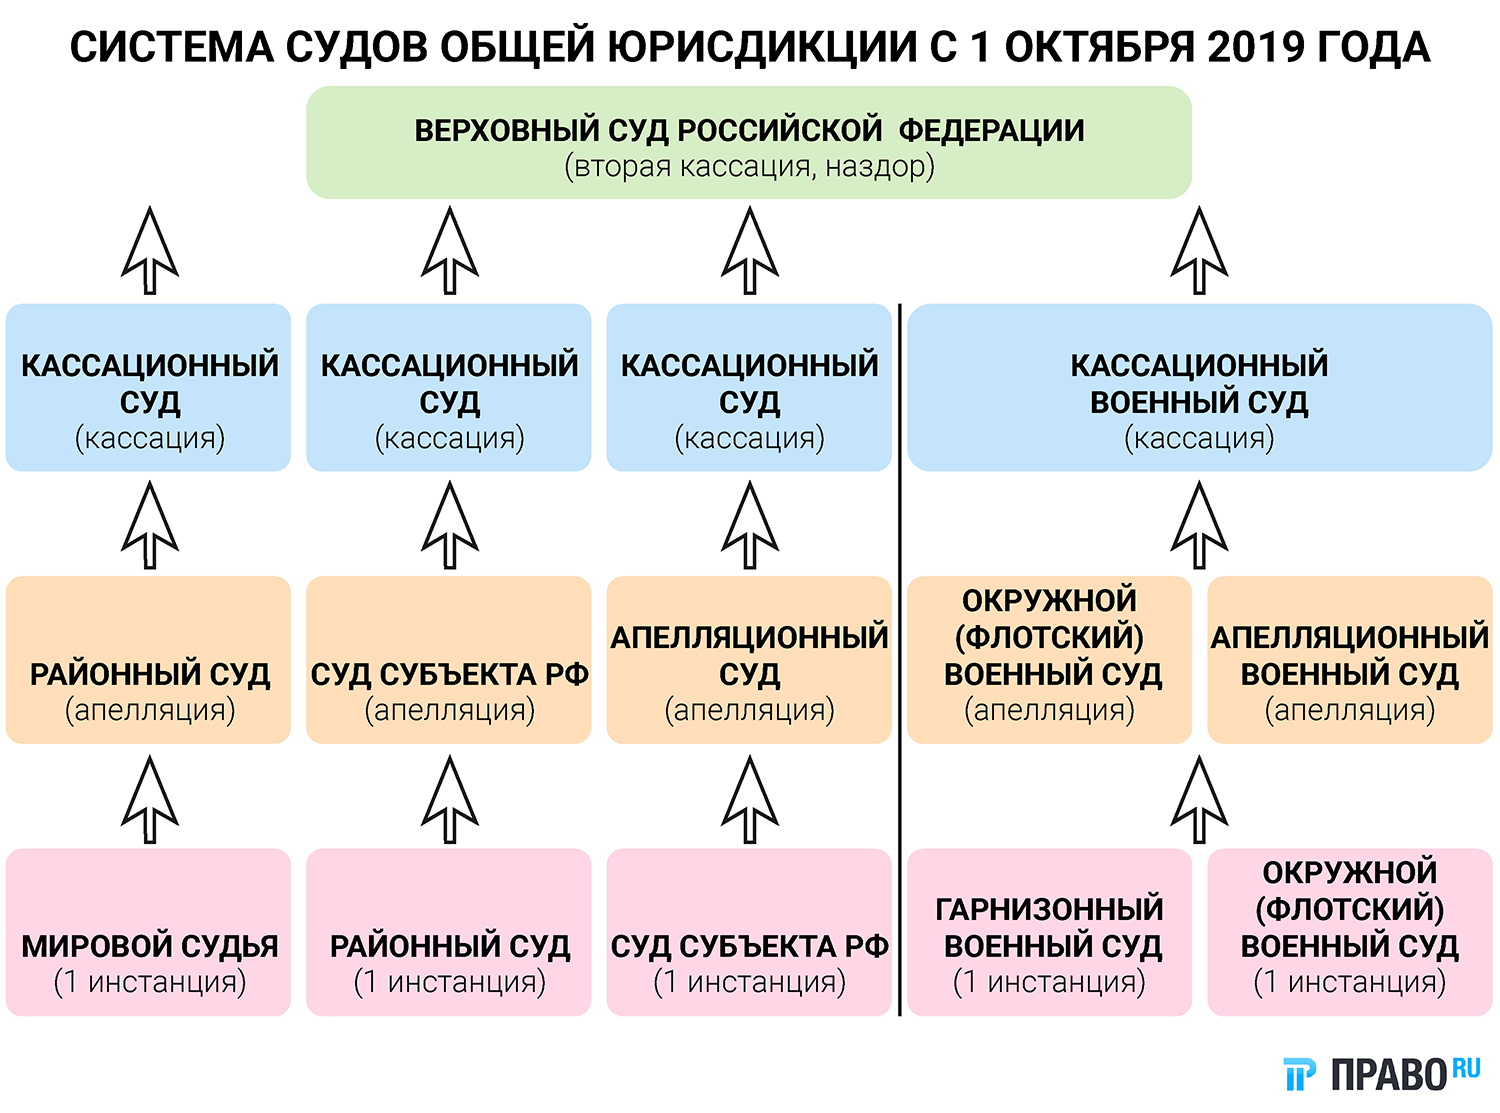 СИСТЕМА СУДОВ ОБЩЕЙ ЮРИСДИКЦИИ С 1 ОКТЯБРЯ 2019 ГОДА
ВЕРХОВНЫЙ СУД РОССИЙСКОЙ ФЕДЕРАЦИИ
(вторая кассация, наздор)
КАССАЦИОННЫЙ
СУД
(кассация)
КАССАЦИОННЫЙ
СУД
(кассация)
КАССАЦИОННЫЙ
СУД
(кассация)
КАССАЦИОННЫЙ
ВОЕННЫЙ СУД
(кассация)
РАЙОННЫЙ СУД
(апелляция)
СУД СУБЪЕКТА РФ
(апелляция)
АПЕЛЛЯЦИОННЫЙ
СУД
(апелляция)
ОКРУЖНОЙ
(ФЛОТСКИЙ)
ВОЕННЫЙ СУД
(апелляция)
АПЕЛЛЯЦИОННЫЙ
ВОЕННЫЙ СУД
(апелляция)
МИРОВОЙ СУДЬЯ
(1 инстанция)
РАЙОННЫЙ СУД
(1 инстанция)
СУД СУБЪЕКТА РФ
(1 инстанция)
ГАРНИЗОННЫЙ
ВОЕННЫЙ СУД
(1 инстанция)
ОКРУЖНОЙ
(ФЛОТСКИЙ)
ВОЕННЫЙ СУД
(1 инстанция)
ПРАВО RU